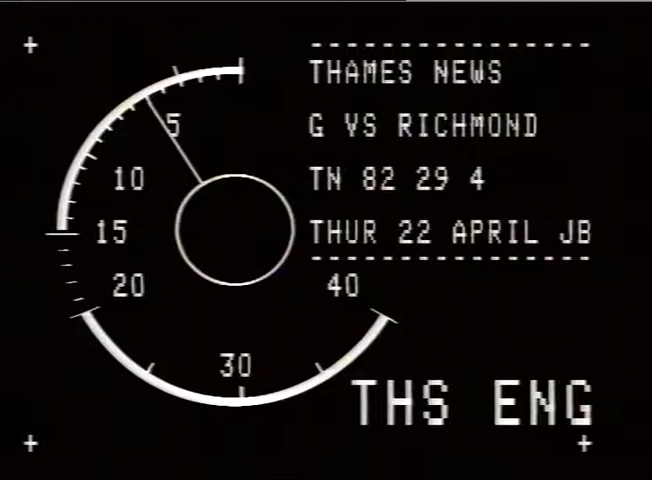 THAMES NEWS
G VS RICHMOND
TN 82 29 4
THUR 22 APRIL JB
5
10
15
20
30
40
THS ENG